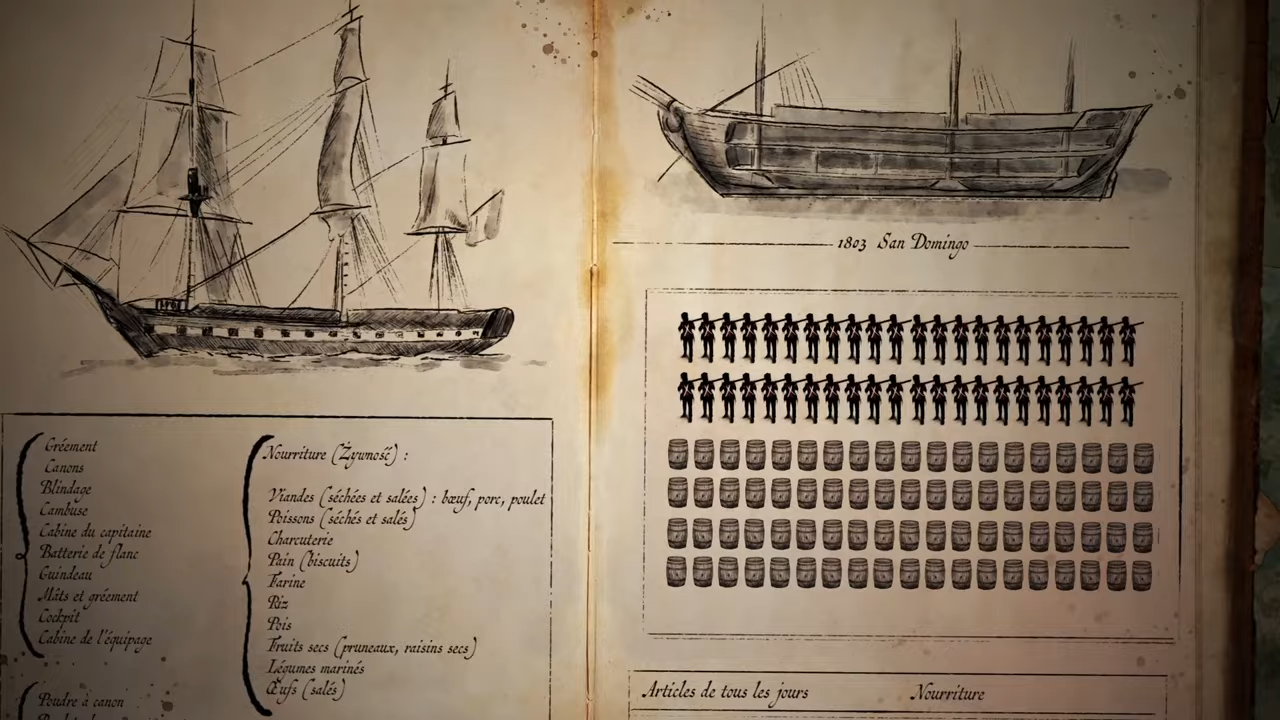 Gréement
Canons
Blindage
Cambuse
Cabine du capitaine
Batterie de flanc
Guindeau
Mâts et gréement
Cockpit
Cabine de l'équipage
Poudre à canon
Nourriture (Żywność) :
Viandes (séchées et salées) : bœuf, porc, poulet
Poissons (séchés et salés)
Charcuterie
Pain (biscuits)
Farine
Riz
Pois
Fruits secs (pruneaux, raisins secs)
Légumes marinés
Œufs (salés)
1803 San Domingo
Articles de tous les jours
Nourriture